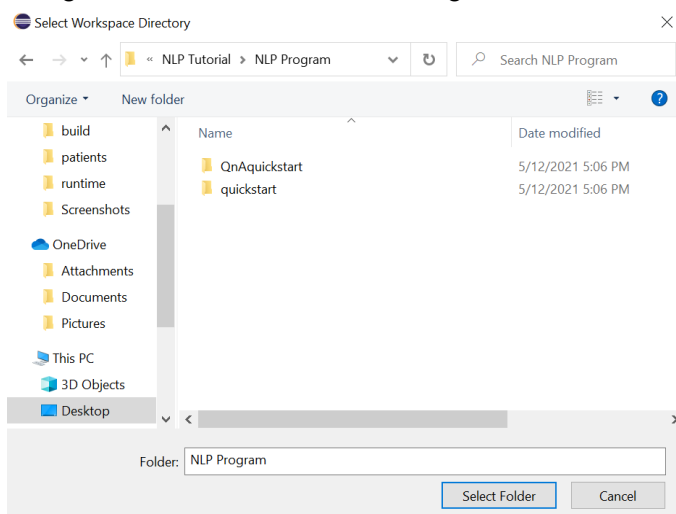 Select Workspace Directory
« NLP Tutorial > NLP Program
Search NLP Program
Organize
New folder
build
patients
runtime
Screenshots
OneDrive
Attachments
Documents
Pictures
This PC
3D Objects
Desktop
Name
Date modified
QnAquickstart
5/12/2021 5:06 PM
quickstart
5/12/2021 5:06 PM
Folder:
NLP Program
Select Folder
Cancel